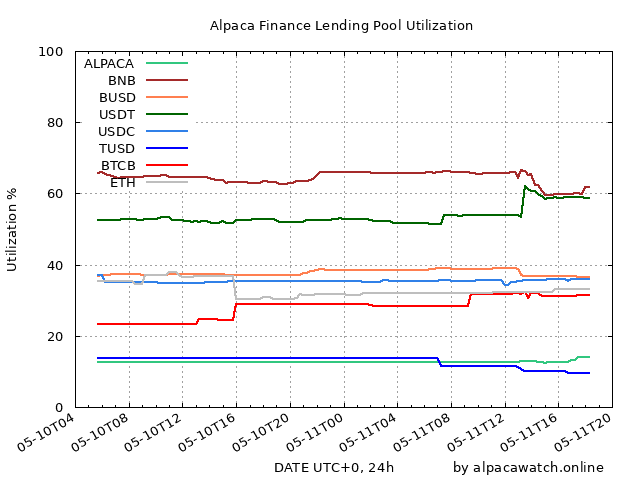 Alpaca Finance Lending Pool Utilization
100
80
60
40
20
0
Utilization %
ALPACA
BNB
BUSD
USDT
USDC
TUSD
BTCB
ETH
05-10T04
05-10T08
05-10T12
05-10T16
05-10T20
05-11T00
05-11T04
05-11T08
05-11T12
05-11T16
05-11T20
DATE UTC+0, 24h
by alpacawatch.online